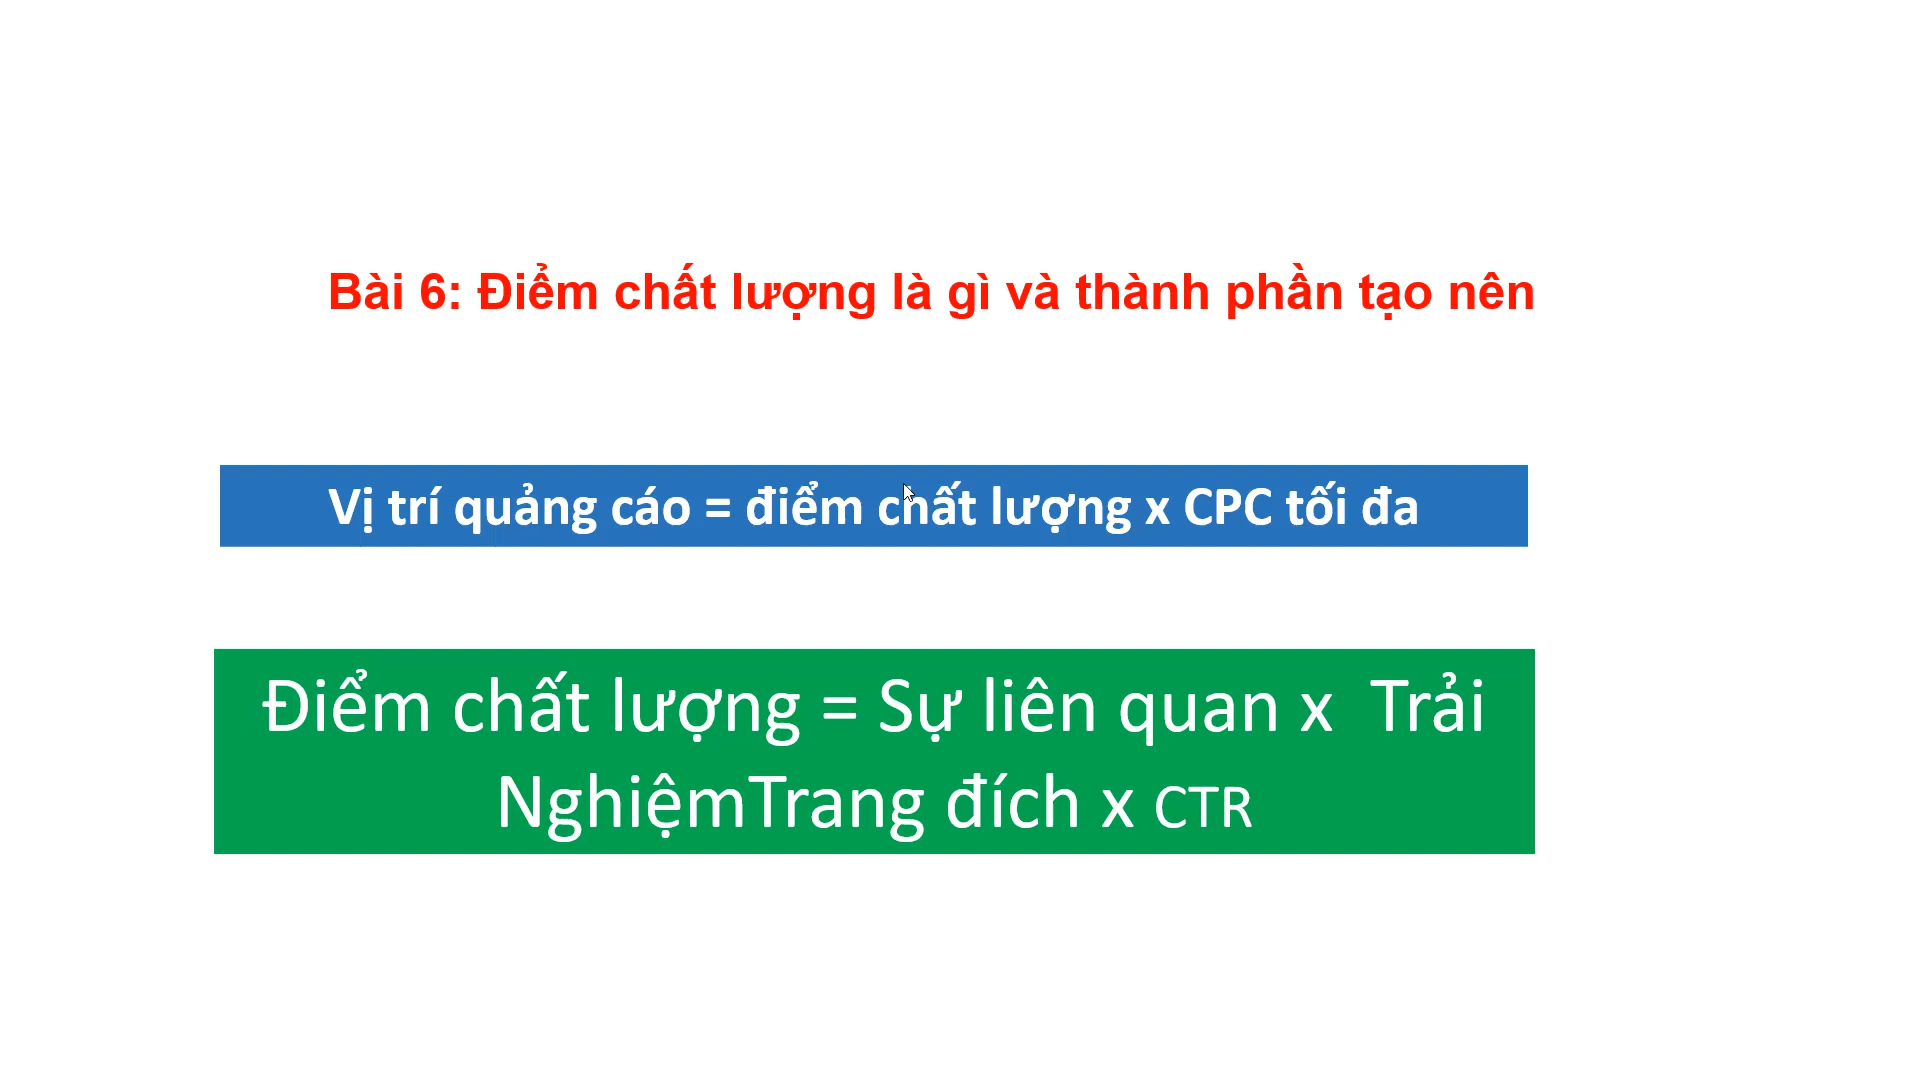 Bài 6: Điểm chất lượng là gì và thành phần tạo nên
Vị trí quảng cáo = điểm chất lượng x CPC tối đa
Điểm chất lượng = Sự liên quan x  Trải
NghiệmTrang đích x CTR